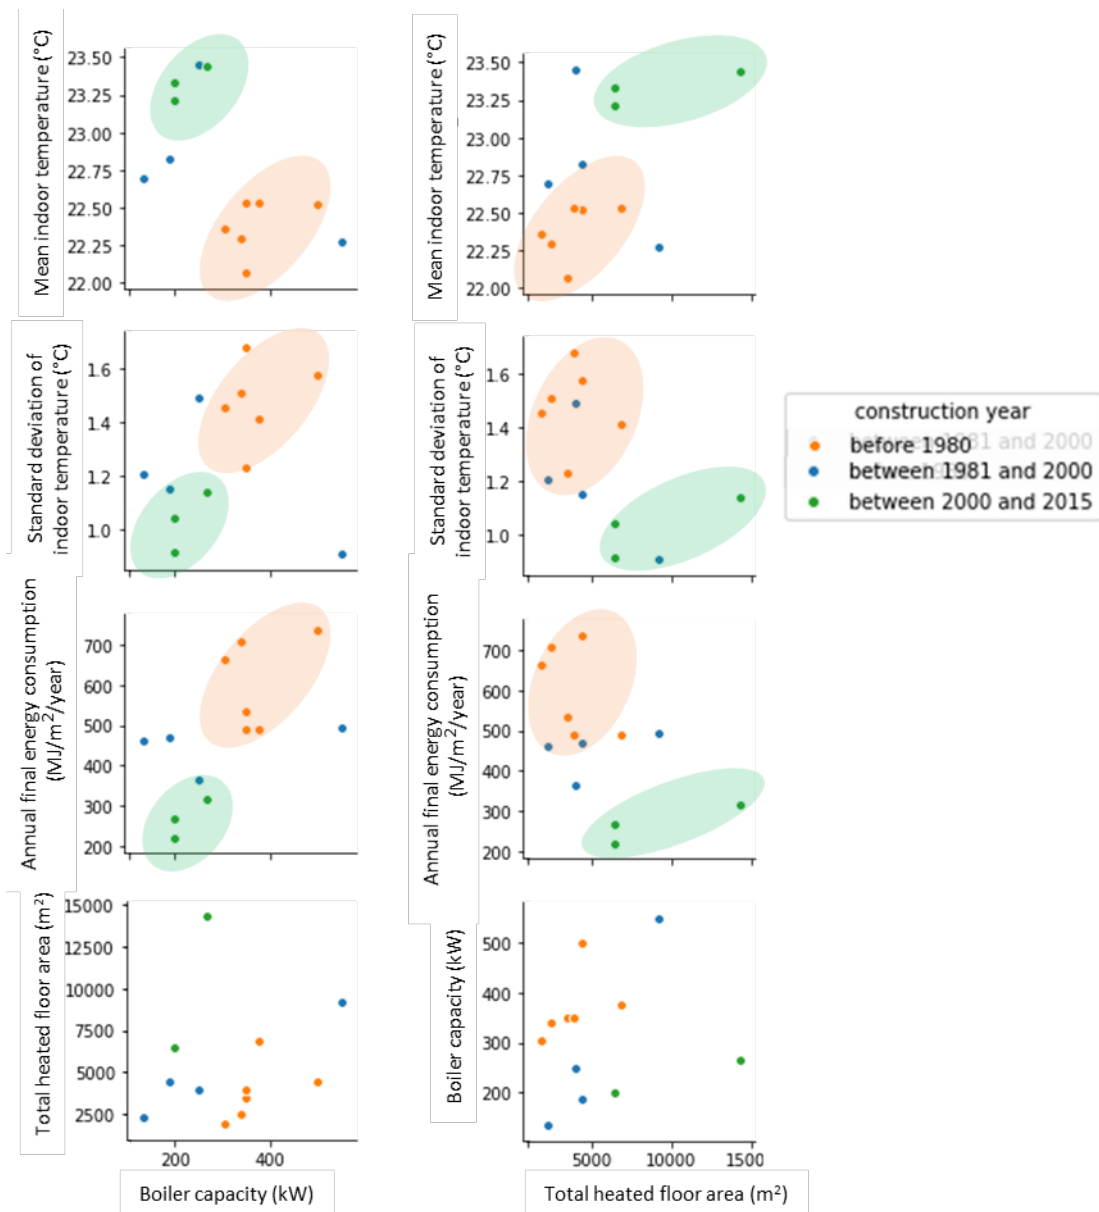 Mean indoor temperature (°C)
23.50
23.25
23.00
22.75
22.50
22.25
22.00
Mean indoor temperature (°C)
23.50
23.25
23.00
22.75
22.50
22.25
22.00
Standard deviation of
indoor temperature (°C)
1.6
1.4
1.2
1.0
Standard deviation of
indoor temperature (°C)
1.6
1.4
1.2
1.0
construction year
before 1980
between 1981 and 2000
between 2000 and 2015
Annual final energy consumption
(MJ/m²/year)
700
600
500
400
300
200
Annual final energy consumption
(MJ/m²/year)
700
600
500
400
300
200
Total heated floor area (m²)
15000
12500
10000
7500
5000
2500
200
400
Boiler capacity (kW)
Boiler capacity (kW)
500
400
300
200
5000
10000
1500
Total heated floor area (m²)